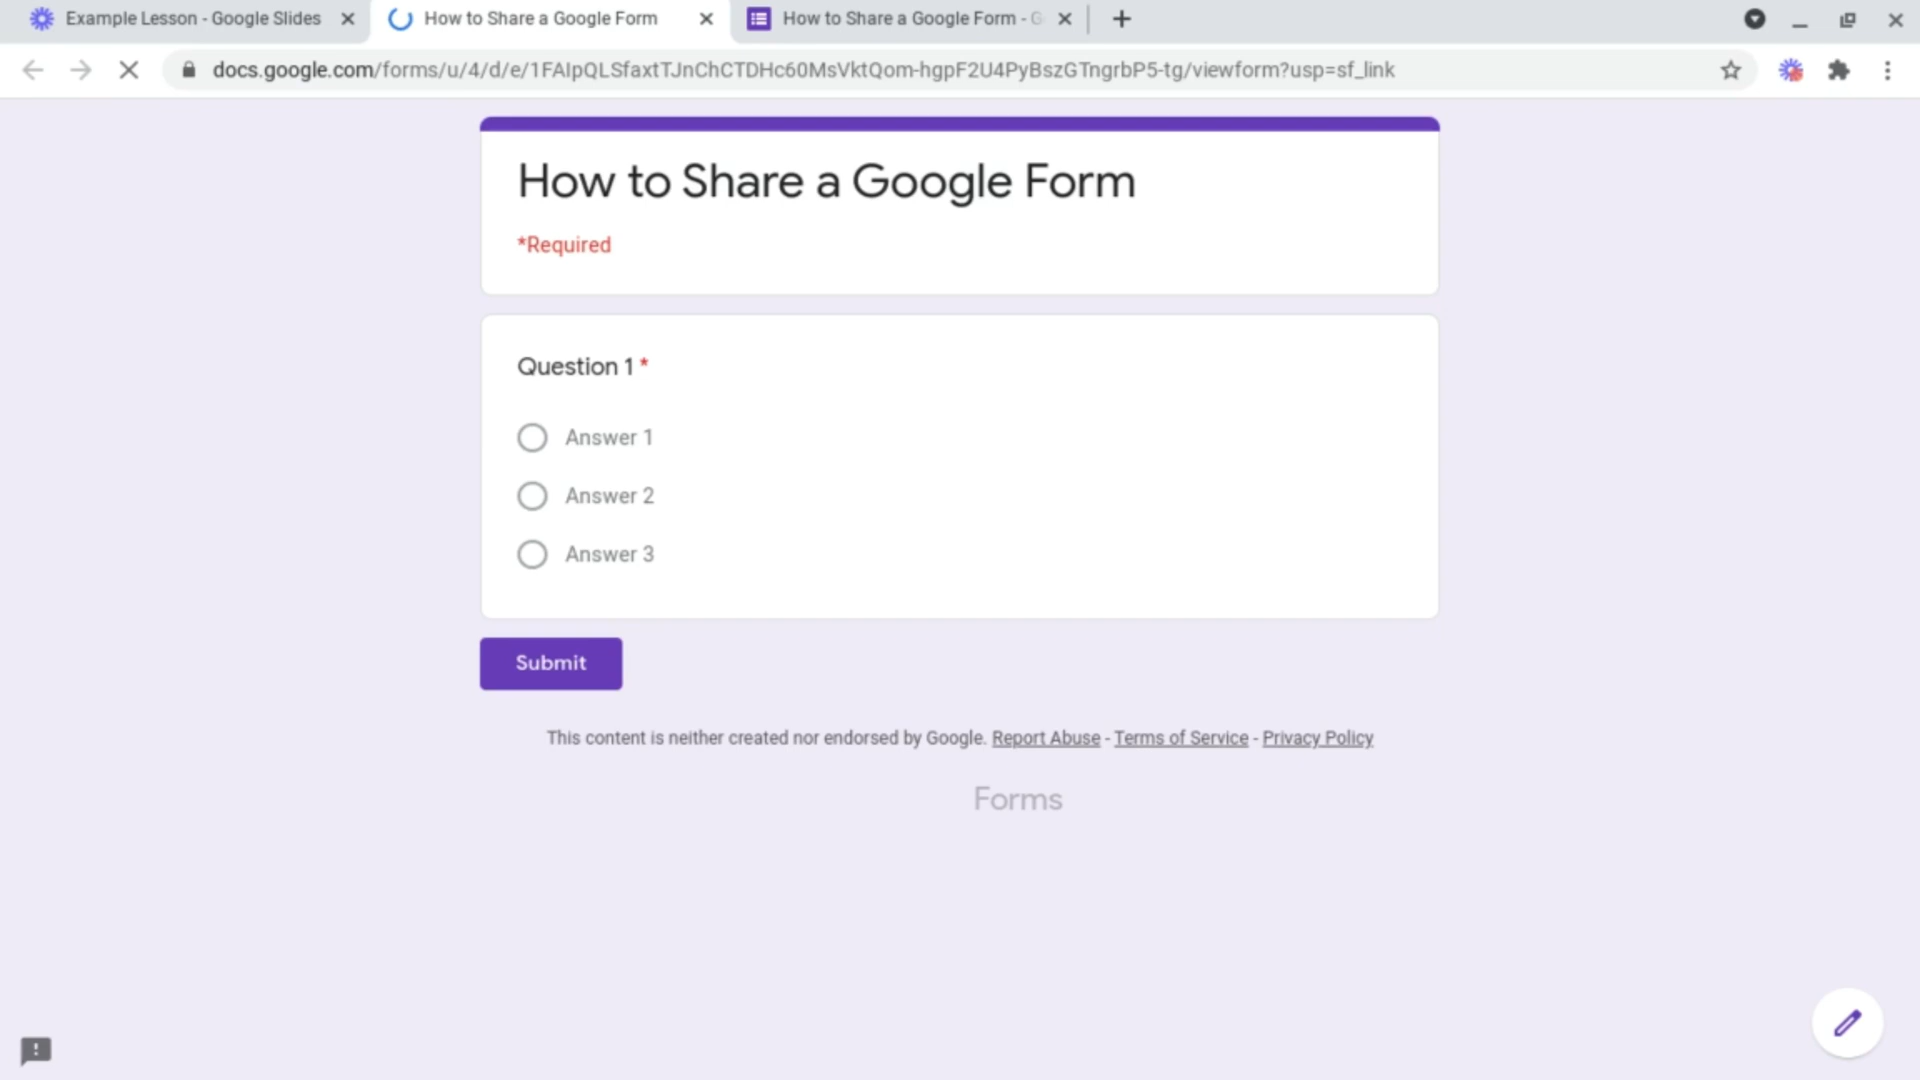 Example Lesson - Google Slides
How to Share a Google Form
How to Share a Google Form - G
docs.google.com/forms/u/4/d/e/1FAIpQLSfaxtTJnChCTDHc60MsVktQom-hgpF2U4PyBszGTngrbP5-tg/viewform?usp=sf_link
How to Share a Google Form
*Required
Question 1 *
Answer 1
Answer 2
Answer 3
Submit
This content is neither created nor endorsed by Google. Report Abuse - Terms of Service - Privacy Policy
Forms